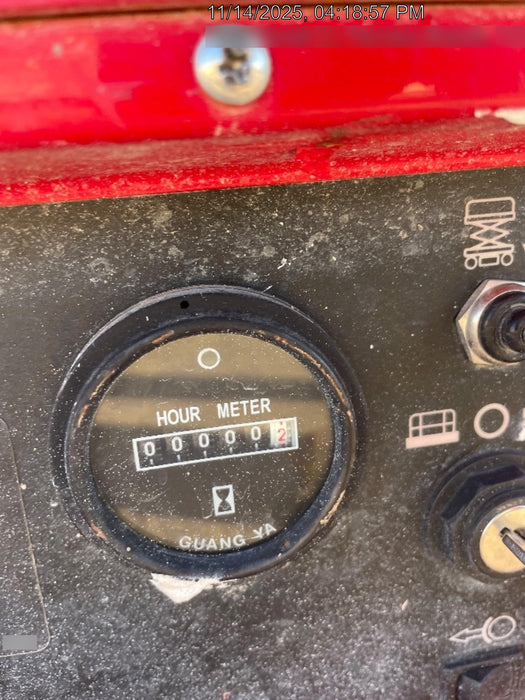 11/14/2025, 04:18:57 PM
HOUR METER
000002
GUANG YA